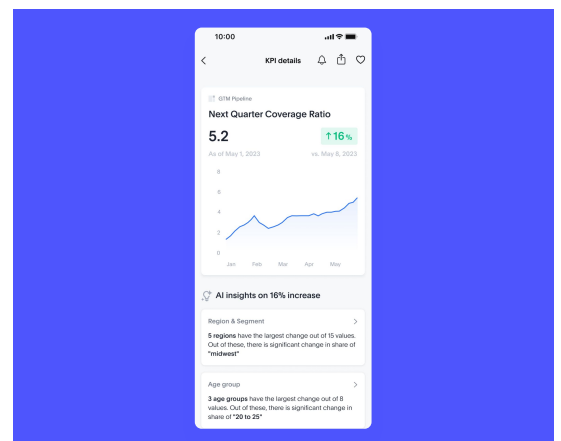 10:00
KPI details
GTM Pipeline
Next Quarter Coverage Ratio
5.2
↑16%
As of May 1, 2023
vs. May 8, 2023
8
6
4
2
0
Jan Feb Mar Apr May
AI insights on 16% increase
Region & Segment
5 regions have the largest change out of 15 values.
Out of these, there is significant change in share of
"midwest"
Age group
3 age groups have the largest change out of 8
values. Out of these, there is significant change in
share of "20 to 25"